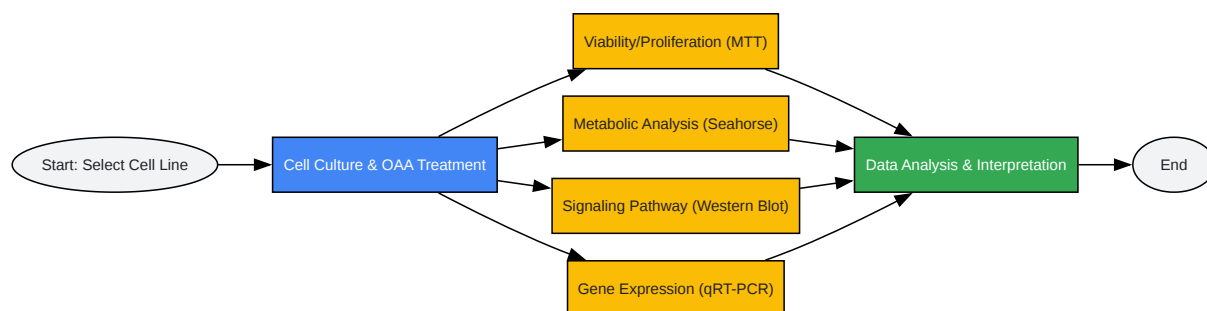 Start: Select Cell Line
Cell Culture & OAA Treatment
Viability/Proliferation (MTT)
Metabolic Analysis (Seahorse)
Signaling Pathway (Western Blot)
Gene Expression (qRT-PCR)
Data Analysis & Interpretation
End